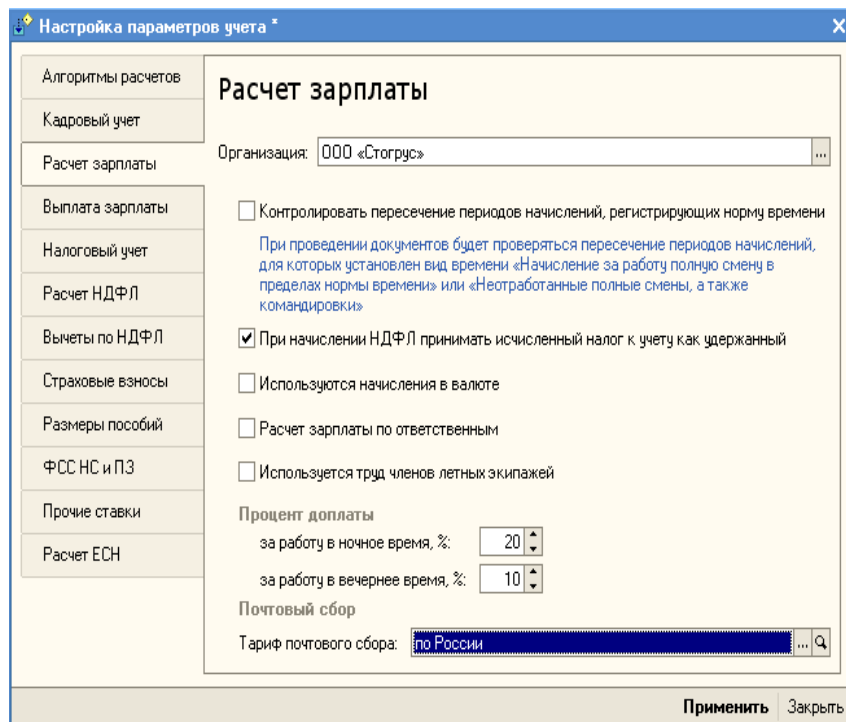 Настройка параметров учета *
Алгоритмы расчетов
Кадровый учет
Расчет зарплаты
Выплата зарплаты
Налоговый учет
Расчет НДФЛ
Вычеты по НДФЛ
Страховые взносы
Размеры пособий
ФСС НС и ПЗ
Прочие ставки
Расчет ЕСН
Расчет зарплаты
Организация: ООО «Стогрус» ...
Контролировать пересечение периодов начислений, регистрирующих норму времени
При проведении документов будет проверяться пересечение периодов начислений,
для которых установлен вид времени «Начисление за работу полную смену в
пределах нормы времени» или «Неотработанные полные смены, а также
командировки»
При начислении НДФЛ принимать исчисленный налог к учету как удержанный
Используются начисления в валюте
Расчет зарплаты по ответственным
Используется труд членов летных экипажей
Процент доплаты
за работу в ночное время, %: 20
за работу в вечернее время, %: 10
Почтовый сбор
Тариф почтового сбора: по России ...
Применить Закрыть